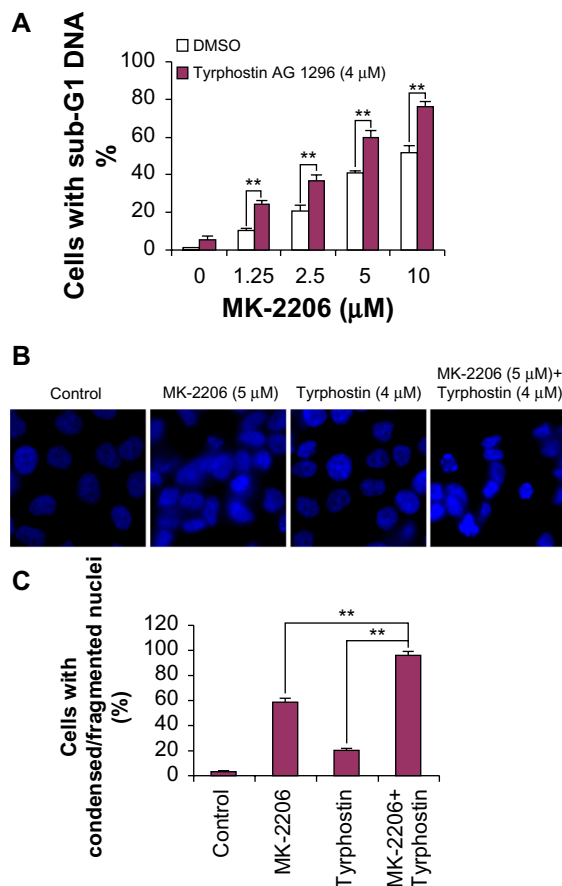 A
DMSO
Tyrphostin AG 1296 (4 μM)
Cells with sub-G1 DNA
%
100
80
60
40
20
0
**
**
**
**
0 1.25 2.5 5 10
MK-2206 (μM)
B
Control
MK-2206 (5 μM)
Tyrphostin (4 μM)
MK-2206 (5 μM)+
Tyrphostin (4 μM)
C
Cells with
condensed/fragmented nuclei
(%)
120
100
80
60
40
20
0
**
**
Control
MK-2206
Tyrphostin
MK-2206+
Tyrphostin